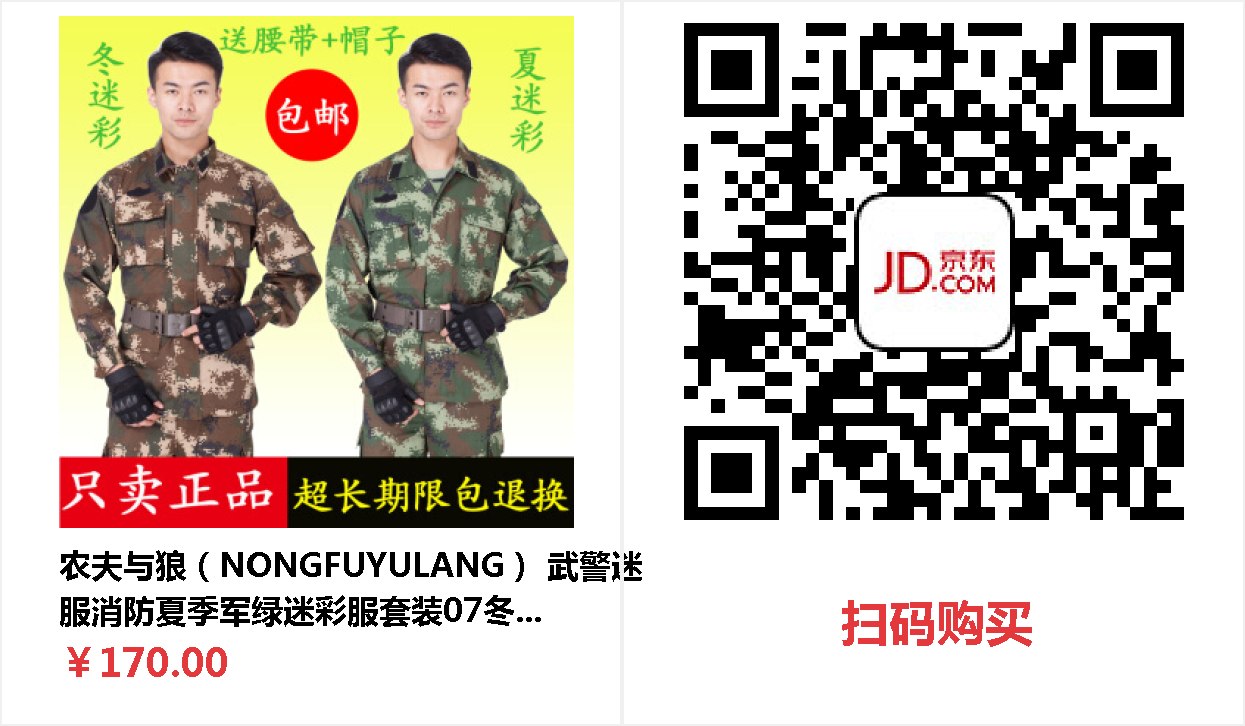 送腰带+帽子
冬迷彩
包邮
夏迷彩
只卖正品
超长期限包退换
农夫与狼（NONGFUYULANG） 武警迷
服消防夏季军绿迷彩服套装07冬...
￥170.00
JD京东
.COM
扫码购买